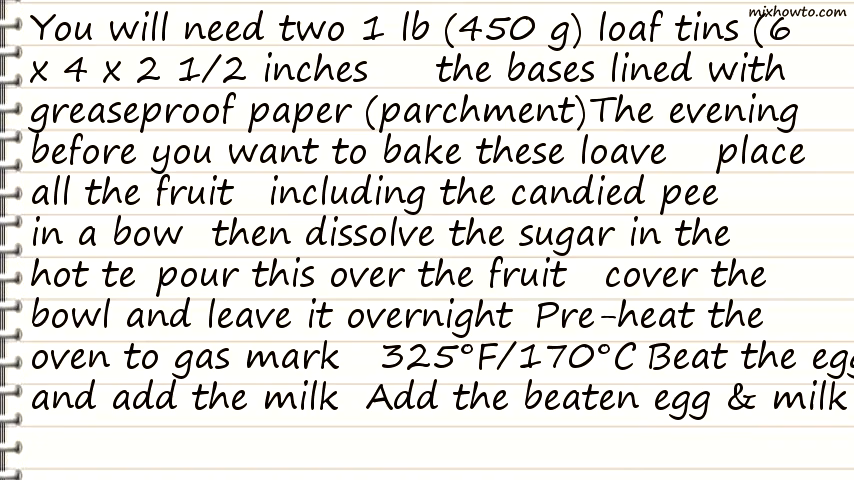 mixhowto.com
You will need two 1 lb (450 g) loaf tins (6
x 4 x 2 1/2 inches the bases lined with
greaseproof paper (parchment)The evening
before you want to bake these loave place
all the fruit including the candied pee
in a bow then dissolve the sugar in the
hot te pour this over the fruit cover the
bowl and leave it overnight Pre-heat the
oven to gas mark 325°F/170°C Beat the egg
and add the milk Add the beaten egg & milk